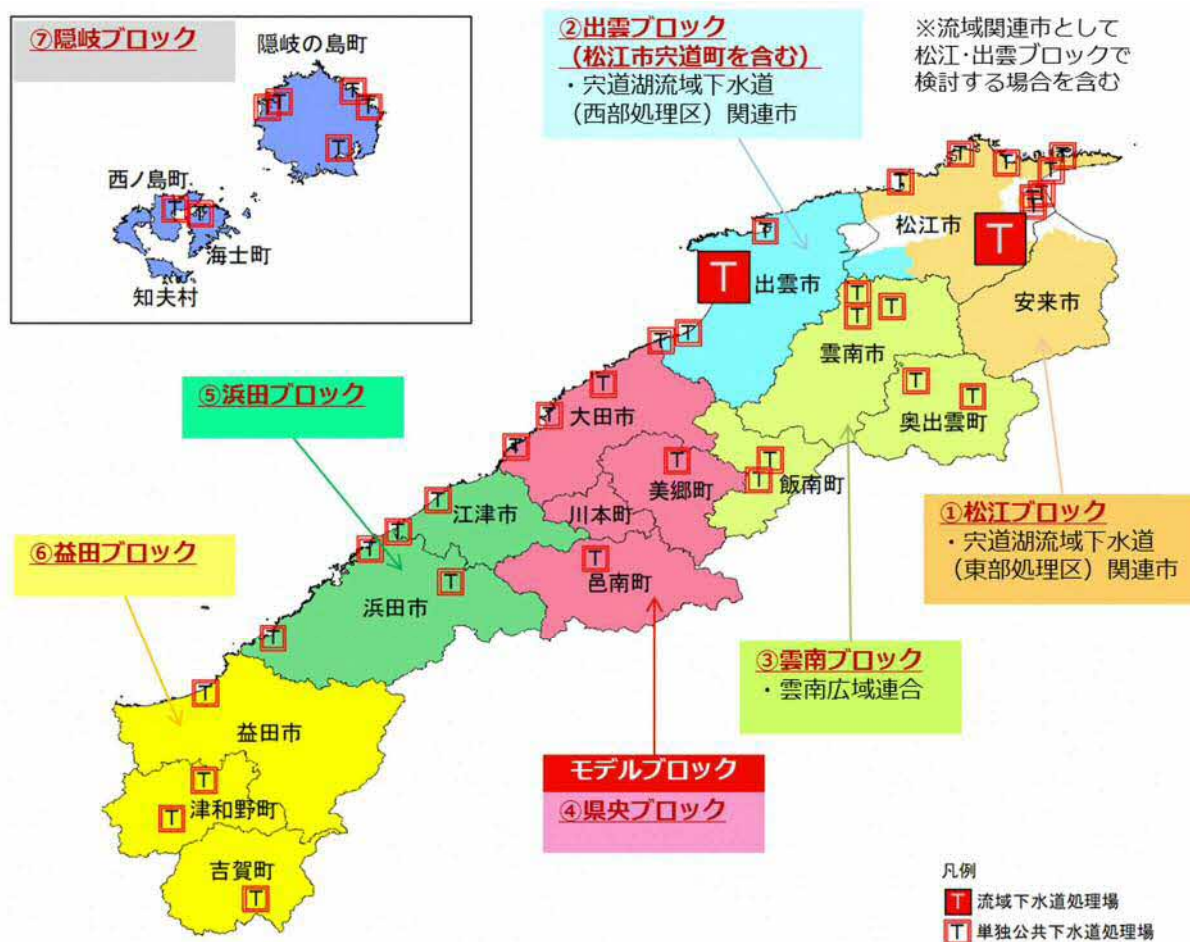 ⑦隠岐ブロック
隠岐の島町
西ノ島町
海士町
知夫村
②出雲ブロック
(松江市宍道町を含む)
・宍道湖流域下水道
(西部処理区)関連市
※流域関連市として
松江・出雲ブロックで
検討する場合を含む
松江市
T
T
出雲市
安来市
雲南市
奥出雲町
飯南町
⑤浜田ブロック
大田市
美郷町
川本町
邑南町
江津市
浜田市
①松江ブロック
・宍道湖流域下水道
(東部処理区)関連市
⑥益田ブロック
③雲南ブロック
・雲南広域連合
益田市
津和野町
吉賀町
モデルブロック
④県央ブロック
凡例
T 流域下水道処理場
T 単独公共下水道処理場